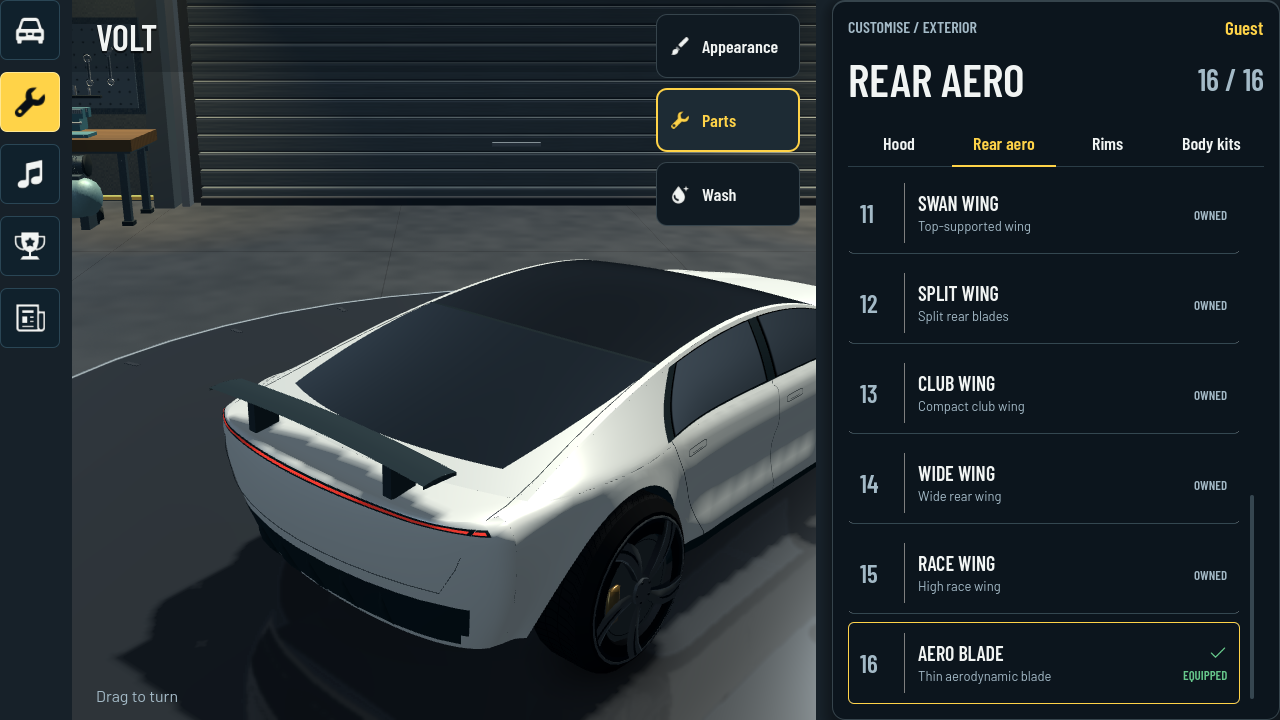 VOLT
Appearance
Parts
Wash
Drag to turn
CUSTOMISE / EXTERIOR
Guest
REAR AERO
16 / 16
Hood
Rear aero
Rims
Body kits
11
SWAN WING
Top-supported wing
OWNED
12
SPLIT WING
Split rear blades
OWNED
13
CLUB WING
Compact club wing
OWNED
14
WIDE WING
Wide rear wing
OWNED
15
RACE WING
High race wing
OWNED
16
AERO BLADE
Thin aerodynamic blade
EQUIPPED